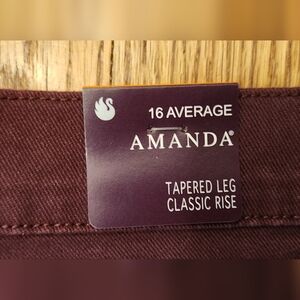 16 AVERAGE
AMANDA®
TAPERED LEG
CLASSIC RISE